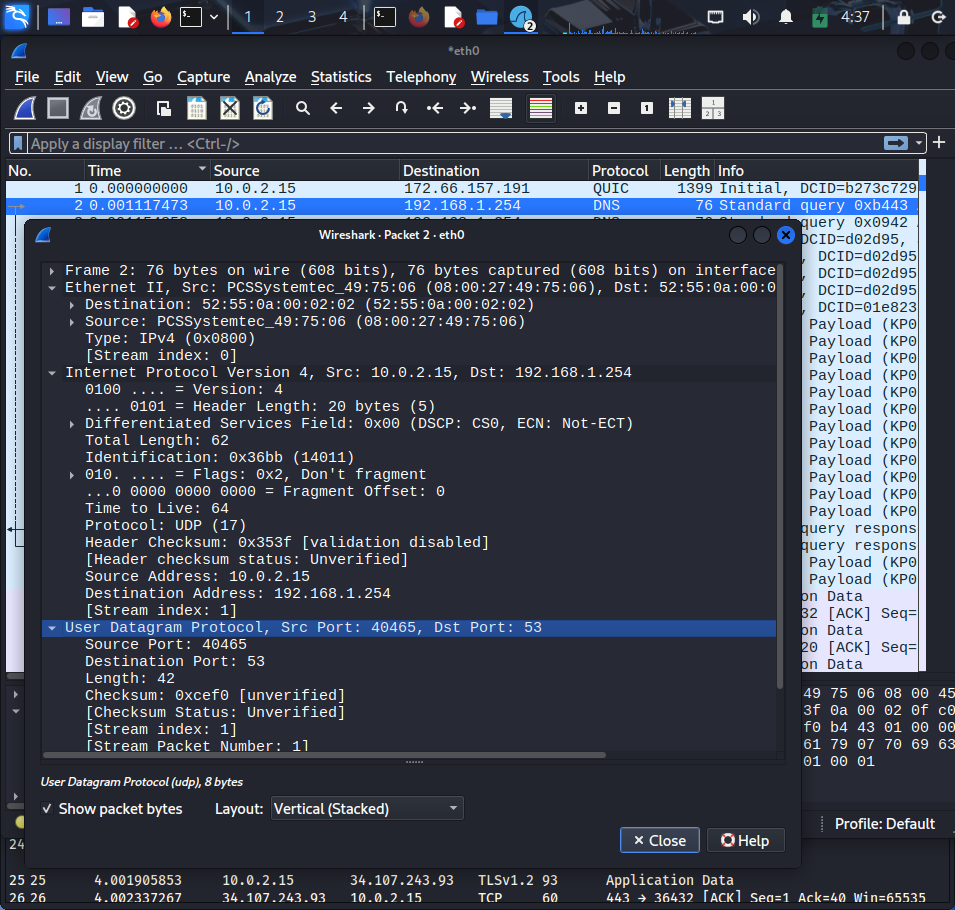 1 2 3 4 2 4:37
*eth0
File Edit View Go Capture Analyze Statistics Telephony Wireless Tools Help
Apply a display filter … <Ctrl-/>
No. Time Source Destination Protocol Length Info
1 0.000000000 10.0.2.15 172.66.157.191 QUIC 1399 Initial, DCID=b273c729
2 0.001117473 10.0.2.15 192.168.1.254 DNS 76 Standard query 0xb443
query 0x0942
Wireshark · Packet 2 · eth0
DCID=d02d95,
, DCID=d02d95
, DCID=d02d95
, DCID=d02d95
, DCID=01e823
Payload (KP0
Payload (KP0
Payload (KP0
Payload (KP0
Payload (KP0
Payload (KP0
Payload (KP0
Payload (KP0
Payload (KP0
Payload (KP0
Payload (KP0
Payload (KP0
query respons
query respons
Payload (KP0
Payload (KP0
on Data
32 [ACK] Seq=
on Data
20 [ACK] Seq=
on Data
Frame 2: 76 bytes on wire (608 bits), 76 bytes captured (608 bits) on interface
Ethernet II, Src: PCSSystemtec_49:75:06 (08:00:27:49:75:06), Dst: 52:55:0a:00:0
Destination: 52:55:0a:00:02:02 (52:55:0a:00:02:02)
Source: PCSSystemtec_49:75:06 (08:00:27:49:75:06)
Type: IPv4 (0x0800)
[Stream index: 0]
Internet Protocol Version 4, Src: 10.0.2.15, Dst: 192.168.1.254
0100 .... = Version: 4
.... 0101 = Header Length: 20 bytes (5)
Differentiated Services Field: 0x00 (DSCP: CS0, ECN: Not-ECT)
Total Length: 62
Identification: 0x36bb (14011)
010. .... = Flags: 0x2, Don't fragment
...0 0000 0000 0000 = Fragment Offset: 0
Time to Live: 64
Protocol: UDP (17)
Header Checksum: 0x353f [validation disabled]
[Header checksum status: Unverified]
Source Address: 10.0.2.15
Destination Address: 192.168.1.254
[Stream index: 1]
User Datagram Protocol, Src Port: 40465, Dst Port: 53
Source Port: 40465
Destination Port: 53
Length: 42
Checksum: 0xcef0 [unverified]
[Checksum Status: Unverified]
[Stream index: 1]
[Stream Packet Number: 1]
49 75 06 08 00 45
3f 0a 00 02 0f c0
f0 b4 43 01 00 00
61 79 07 70 69 63
01 00 01
User Datagram Protocol (udp), 8 bytes
Show packet bytes Layout: Vertical (Stacked)
Close Help
Profile: Default
24
25 25 4.001905853 10.0.2.15 34.107.243.93 TLSv1.2 93 Application Data
26 26 4.002337267 34.107.243.93 10.0.2.15 TCP 60 443 → 36432 [ACK] Seq=1 Ack=40 Win=65535